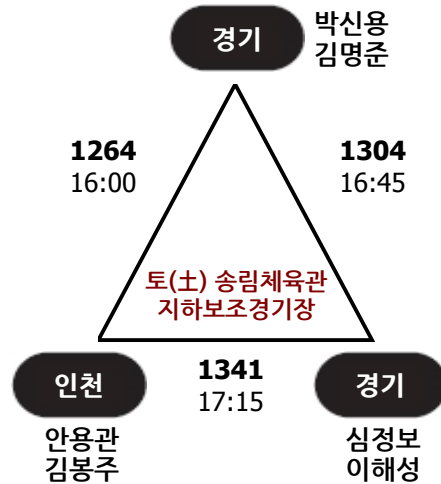 경기
박신용
김명준
1264
16:00
1304
16:45
토(土) 송림체육관
지하보조경기장
인천
1341
17:15
경기
안용관
김봉주
심정보
이해성